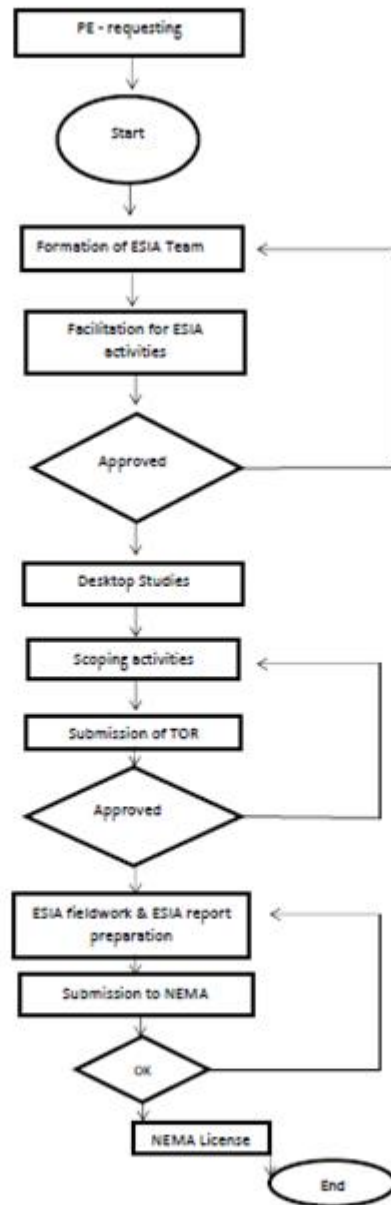 PE - requesting
Start
Formation of ESIA Team
Facilitation for ESIA
activities
Approved
Desktop Studies
Scoping activities
Submission of TOR
Approved
ESIA fieldwork & ESIA report
preparation
Submission to NEMA
OK
NEMA License
End